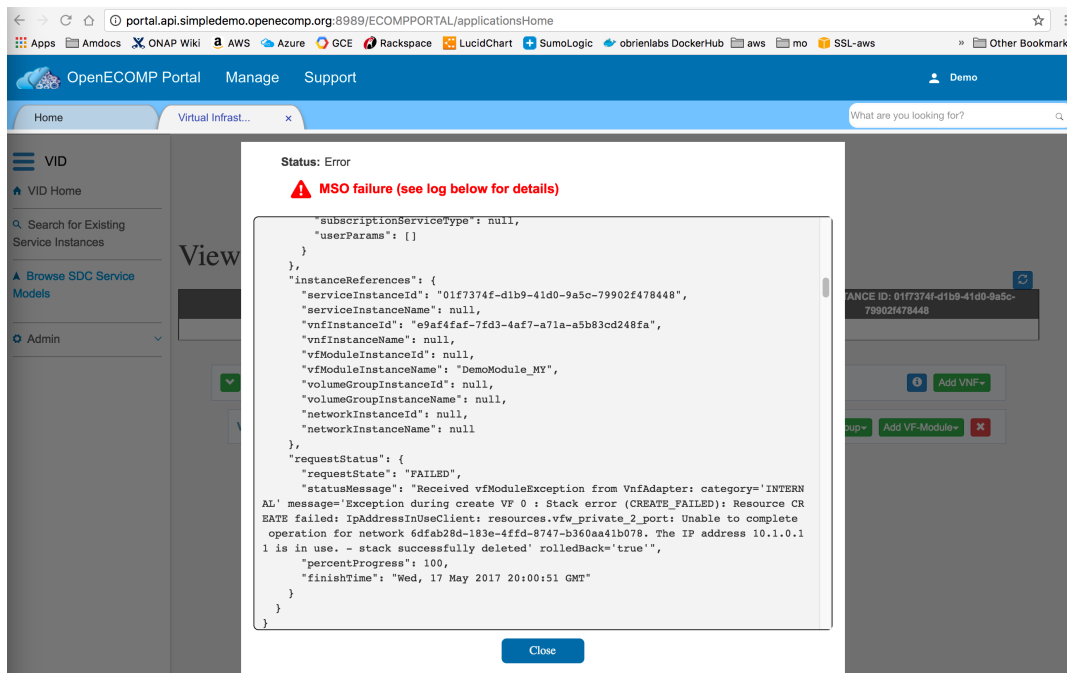 portal.api.simpledemo.openecomp.org:8989/ECOMPPORTAL/applicationsHome
Apps Amdocs ONAP Wiki AWS Azure GCE Rackspace LucidChart SumoLogic obrienlabs DockerHub aws mo SSL-aws » Other Bookmark
OpenECOMP Portal Manage Support Demo
Home Virtual Infrast... × What are you looking for?
VID
VID Home
Search for Existing
Service Instances
Browse SDC Service
Models
Admin
View
TANCE ID: 01f7374f-d1b9-41d0-9a5c-
79902f478448
Add VNF
V
oup Add VF-Module
Status: Error
MSO failure (see log below for details)
"subscriptionServiceType": null,
"userParams": []
}
},
"instanceReferences": {
"serviceInstanceId": "01f7374f-d1b9-41d0-9a5c-79902f478448",
"serviceInstanceName": null,
"vnfInstanceId": "e9af4faf-7fd3-4af7-a71a-a5b83cd248fa",
"vnfInstanceName": null,
"vfModuleInstanceId": null,
"vfModuleInstanceName": "DemoModule_MY",
"volumeGroupInstanceId": null,
"volumeGroupInstanceName": null,
"networkInstanceId": null,
"networkInstanceName": null
},
"requestStatus": {
"requestState": "FAILED",
"statusMessage": "Received vfModuleException from VnfAdapter: category='INTERN
AL' message='Exception during create VF 0 : Stack error (CREATE_FAILED): Resource CR
EATE failed: IpAddressInUseClient: resources.vfw_private_2_port: Unable to complete
operation for network 6dfab28d-183e-4ffd-8747-b360aa41b078. The IP address 10.1.0.1
1 is in use. - stack successfully deleted' rolledBack='true'",
"percentProgress": 100,
"finishTime": "Wed, 17 May 2017 20:00:51 GMT"
}
}
}
Close